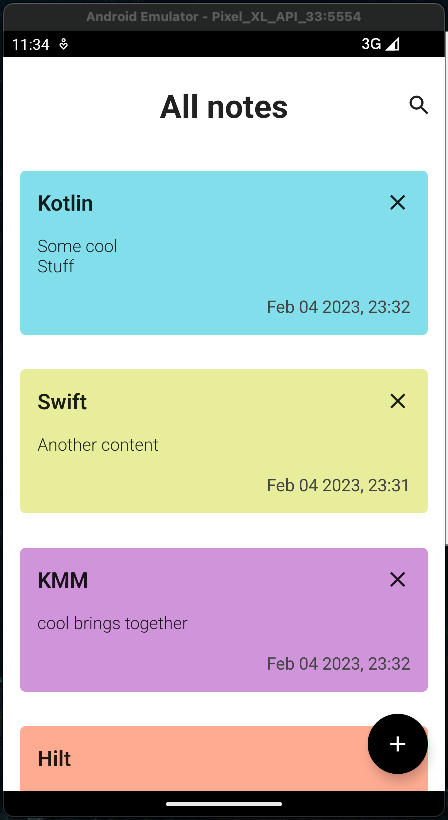 Android Emulator - Pixel_XL_API_33:5554
11:34 3G
All notes
Kotlin
Some cool
Stuff
Feb 04 2023, 23:32
Swift
Another content
Feb 04 2023, 23:31
KMM
cool brings together
Feb 04 2023, 23:32
Hilt